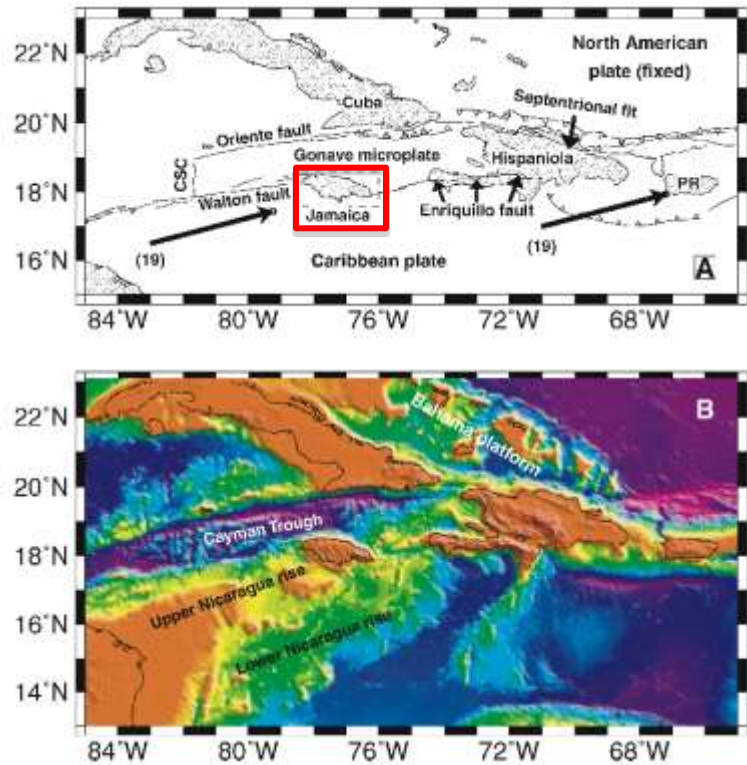 22°N
20°N
18°N
16°N
North American
plate (fixed)
Cuba
Septentrional flt
Oriente fault
Gonave microplate
Hispaniola
CSC
Walton fault
PR
Enriquillo fault
Jamaica
(19)
(19)
Caribbean plate
A
84°W
80°W
76°W
72°W
68°W
B
22°N
20°N
18°N
16°N
14°N
Bahama platform
Cayman Trough
Upper Nicaragua rise
Lower Nicaragua rise
84°W
80°W
76°W
72°W
68°W